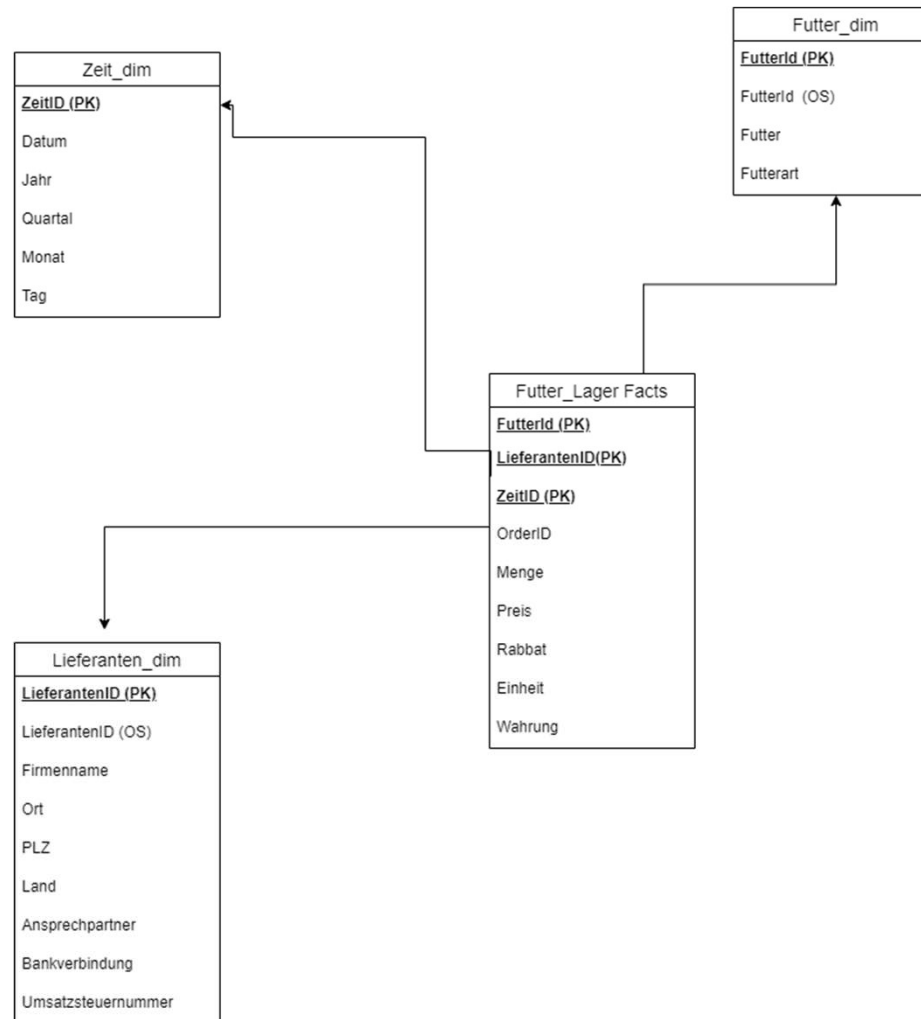 Futter_dim
FutterId (PK)
FutterId (OS)
Futter
Futterart
Zeit_dim
ZeitID (PK)
Datum
Jahr
Quartal
Monat
Tag
Futter_Lager Facts
FutterId (PK)
LieferantenID(PK)
ZeitID (PK)
OrderID
Menge
Preis
Rabbat
Einheit
Wahrung
Lieferanten_dim
LieferantenID (PK)
LieferantenID (OS)
Firmenname
Ort
PLZ
Land
Ansprechpartner
Bankverbindung
Umsatzsteuernummer